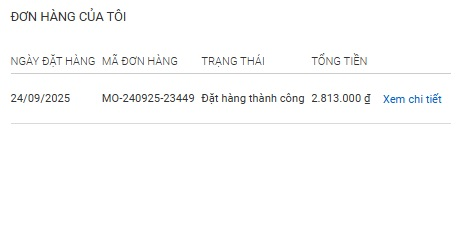 ĐƠN HÀNG CỦA TÔI
NGÀY ĐẶT HÀNG MÃ ĐƠN HÀNG TRẠNG THÁI TỔNG TIỀN
24/09/2025 MO-240925-23449 Đặt hàng thành công 2.813.000 ₫ Xem chi tiết